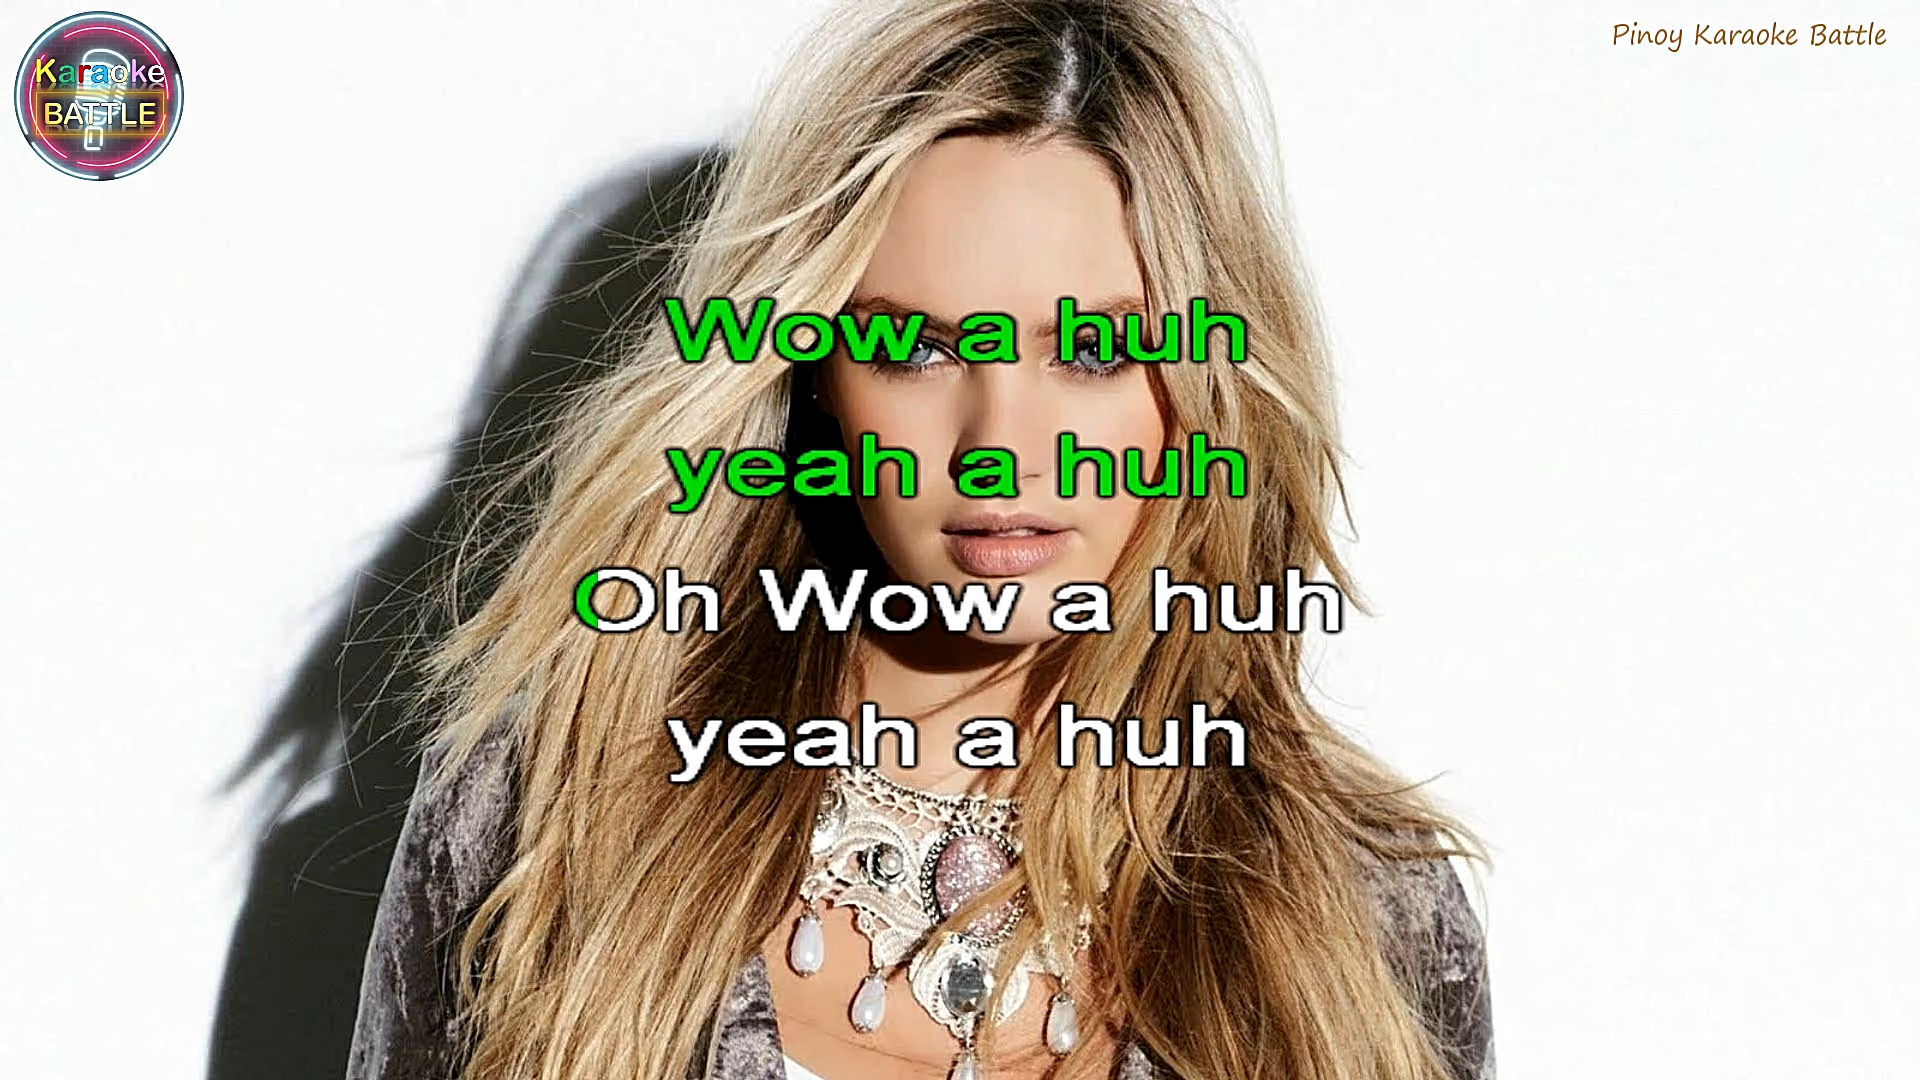 Karaoke
BATTLE
Pinoy Karaoke Battle
Wow a huh
yeah a huh
Oh Wow a huh
yeah a huh